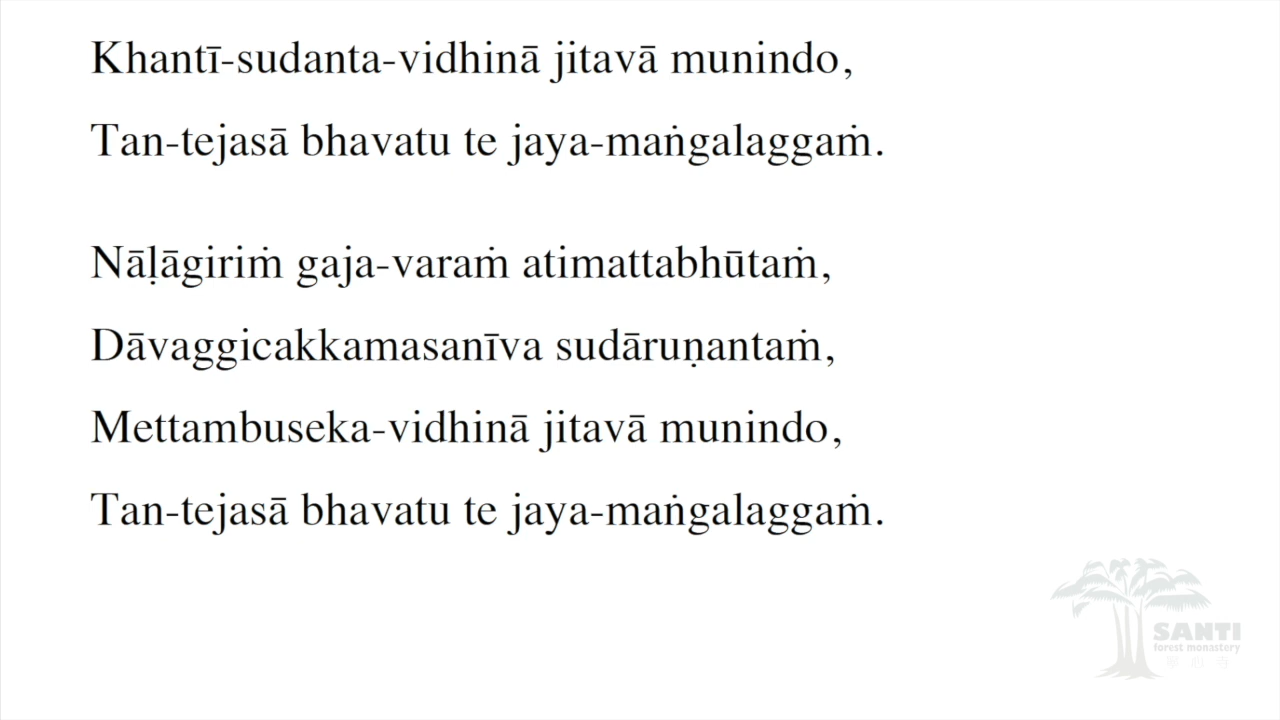 Khantī-sudanta-vidhinā jitavā munindo,
Tan-tejasā bhavatu te jaya-maṅgalaggaṁ.
Nāḷāgiriṁ gaja-varaṁ atimattabhūtaṁ,
Dāvaggicakkamasanīva sudāruṇantaṁ,
Mettambuseka-vidhinā jitavā munindo,
Tan-tejasā bhavatu te jaya-maṅgalaggaṁ.
SANTI
forest monastery